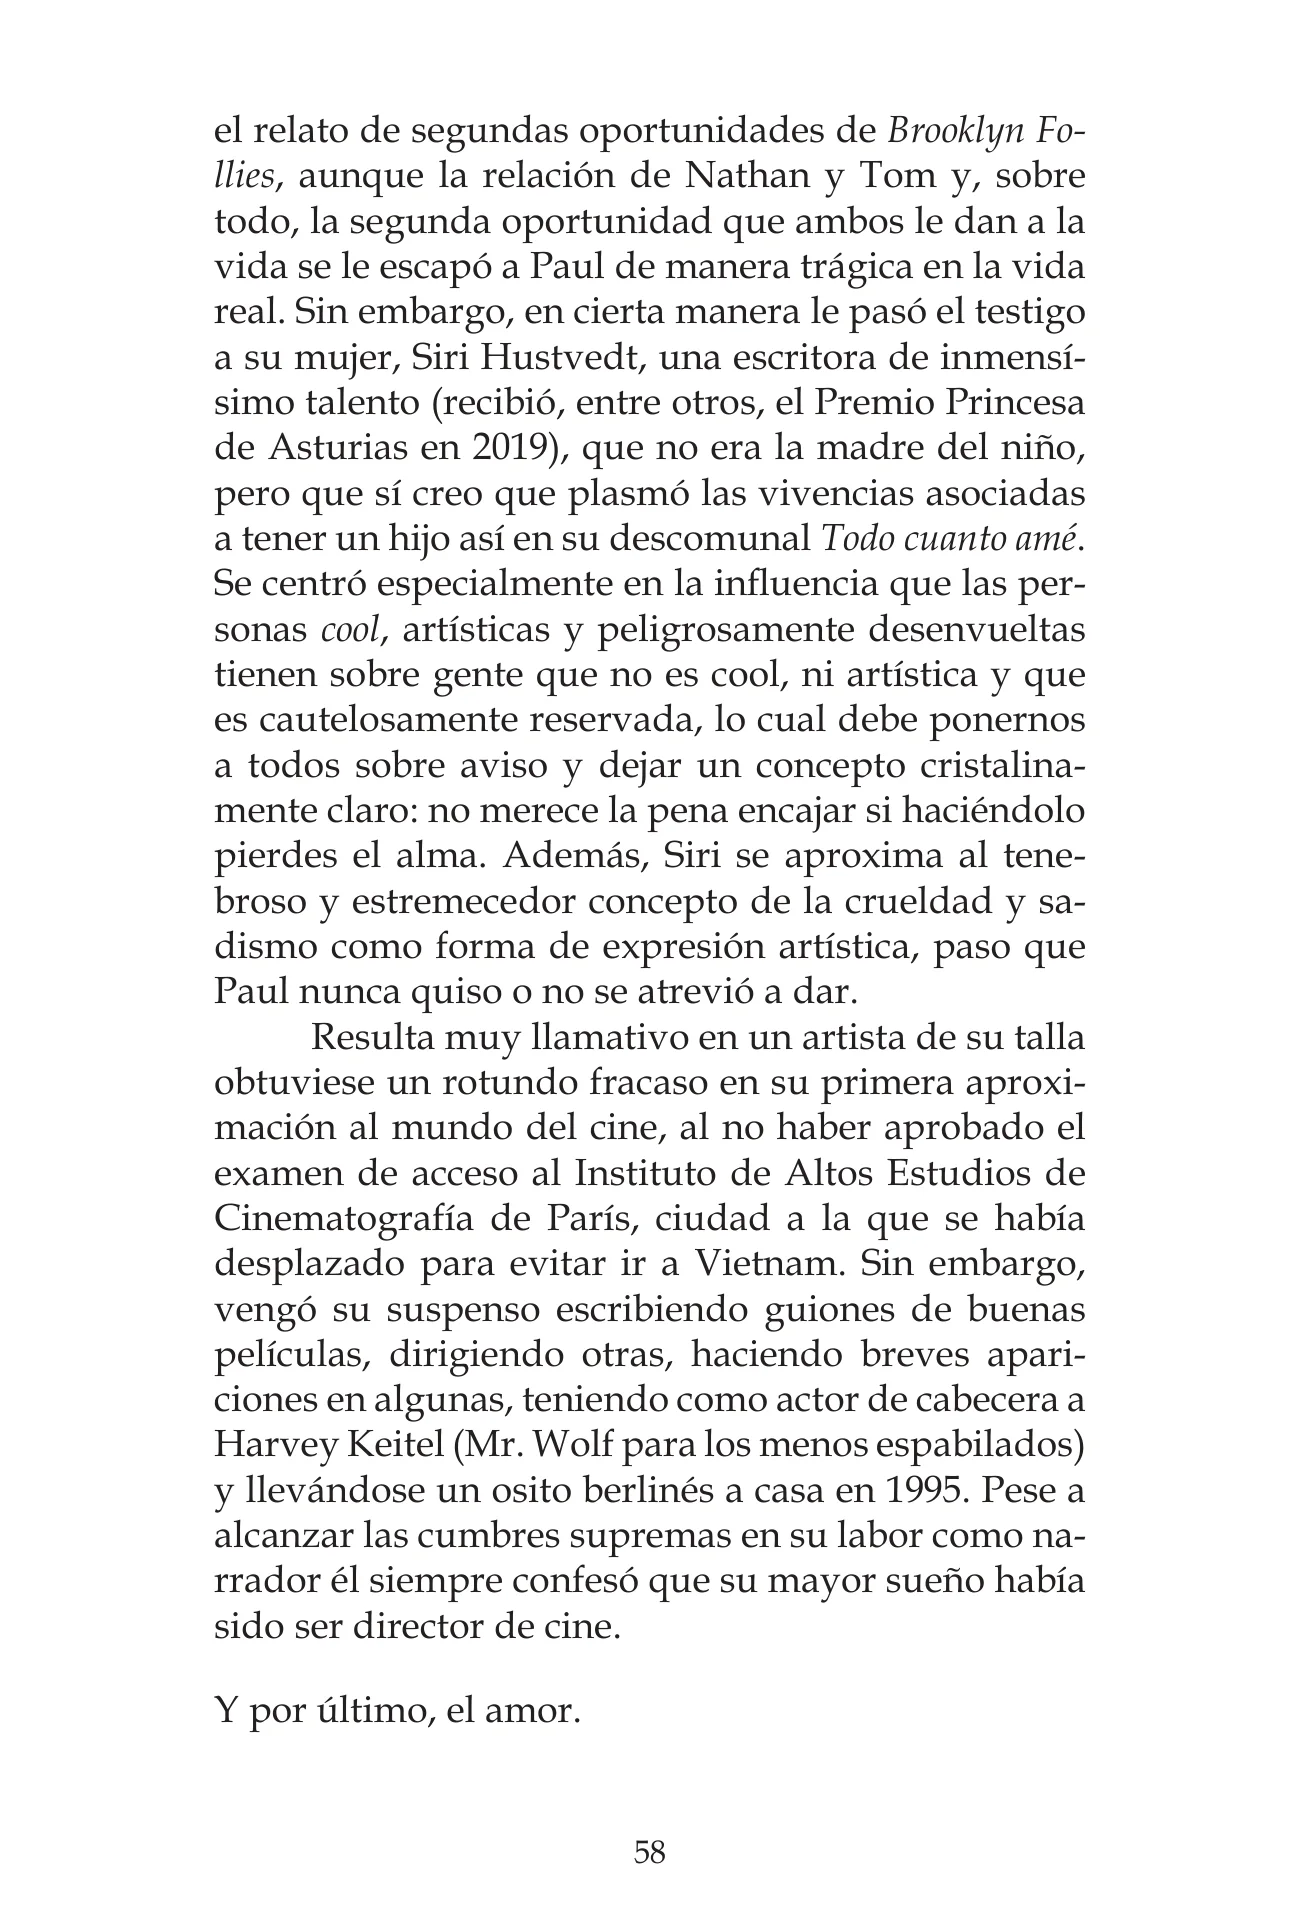 el relato de segundas oportunidades de Brooklyn Fo-
llies, aunque la relación de Nathan y Tom y, sobre
todo, la segunda oportunidad que ambos le dan a la
vida se le escapó a Paul de manera trágica en la vida
real. Sin embargo, en cierta manera le pasó el testigo
a su mujer, Siri Hustvedt, una escritora de inmensí-
simo talento (recibió, entre otros, el Premio Princesa
de Asturias en 2019), que no era la madre del niño,
pero que sí creo que plasmó las vivencias asociadas
a tener un hijo así en su descomunal Todo cuanto amé.
Se centró especialmente en la influencia que las per-
sonas cool, artísticas y peligrosamente desenvueltas
tienen sobre gente que no es cool, ni artística y que
es cautelosamente reservada, lo cual debe ponernos
a todos sobre aviso y dejar un concepto cristalina-
mente claro: no merece la pena encajar si haciéndolo
pierdes el alma. Además, Siri se aproxima al tene-
broso y estremecedor concepto de la crueldad y sa-
dismo como forma de expresión artística, paso que
Paul nunca quiso o no se atrevió a dar.
Resulta muy llamativo en un artista de su talla
obtuviese un rotundo fracaso en su primera aproxi-
mación al mundo del cine, al no haber aprobado el
examen de acceso al Instituto de Altos Estudios de
Cinematografía de París, ciudad a la que se había
desplazado para evitar ir a Vietnam. Sin embargo,
vengó su suspenso escribiendo guiones de buenas
películas, dirigiendo otras, haciendo breves apari-
ciones en algunas, teniendo como actor de cabecera a
Harvey Keitel (Mr. Wolf para los menos espabilados)
y llevándose un osito berlinés a casa en 1995. Pese a
alcanzar las cumbres supremas en su labor como na-
rrador él siempre confesó que su mayor sueño había
sido ser director de cine.
Y por último, el amor.
58